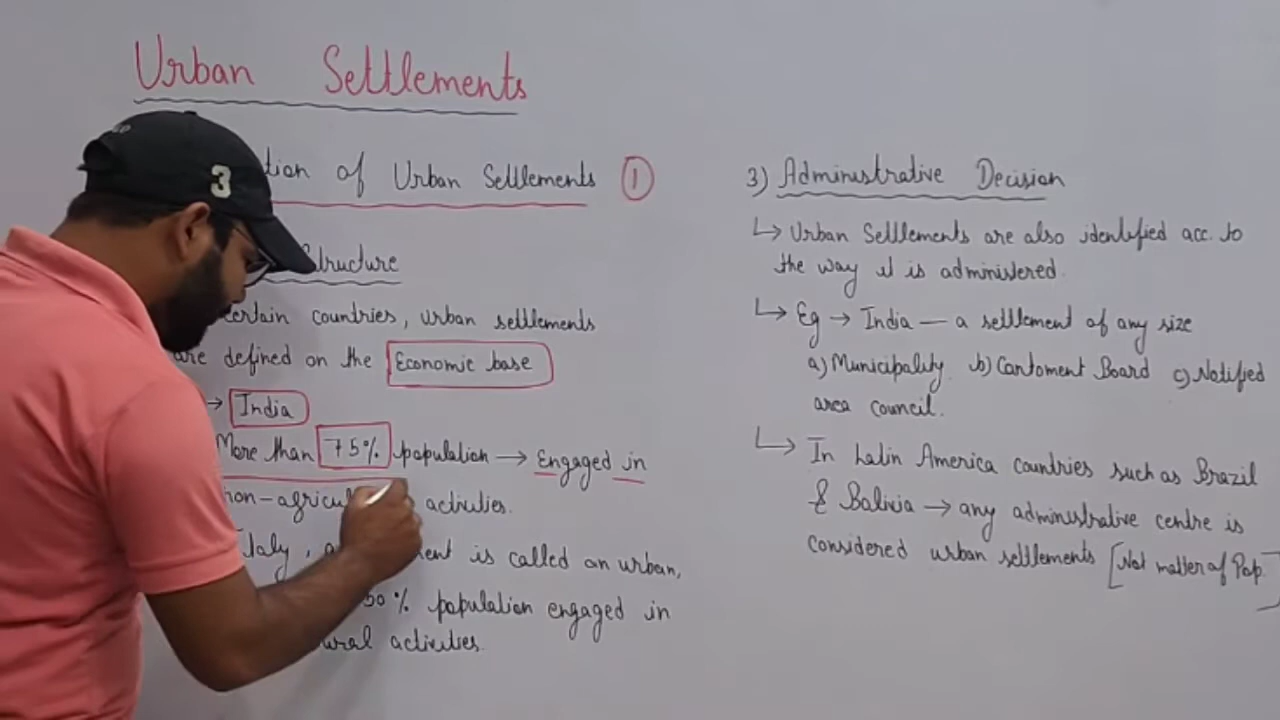 Urban Settlements
3
tion of Urban Settlements 1
Structure
certain countries, urban settlements
are defined on the Economic base
→ India
More than 75% population → Engaged in
non-agricul activities.
Italy, a ent is called an urban,
50% population engaged in
ural activities.
3) Administrative Decision
↳ Urban Settlements are also identified acc. to
the way it is administered.
↳ Eg → India — a settlement of any size
a) Municipality b) Cantoment Board c) Notified
area council.
↳ In Latin America countries such as Brazil
& Balivia → any administrative centre is
considered urban settlements [Not matter of Pop.]